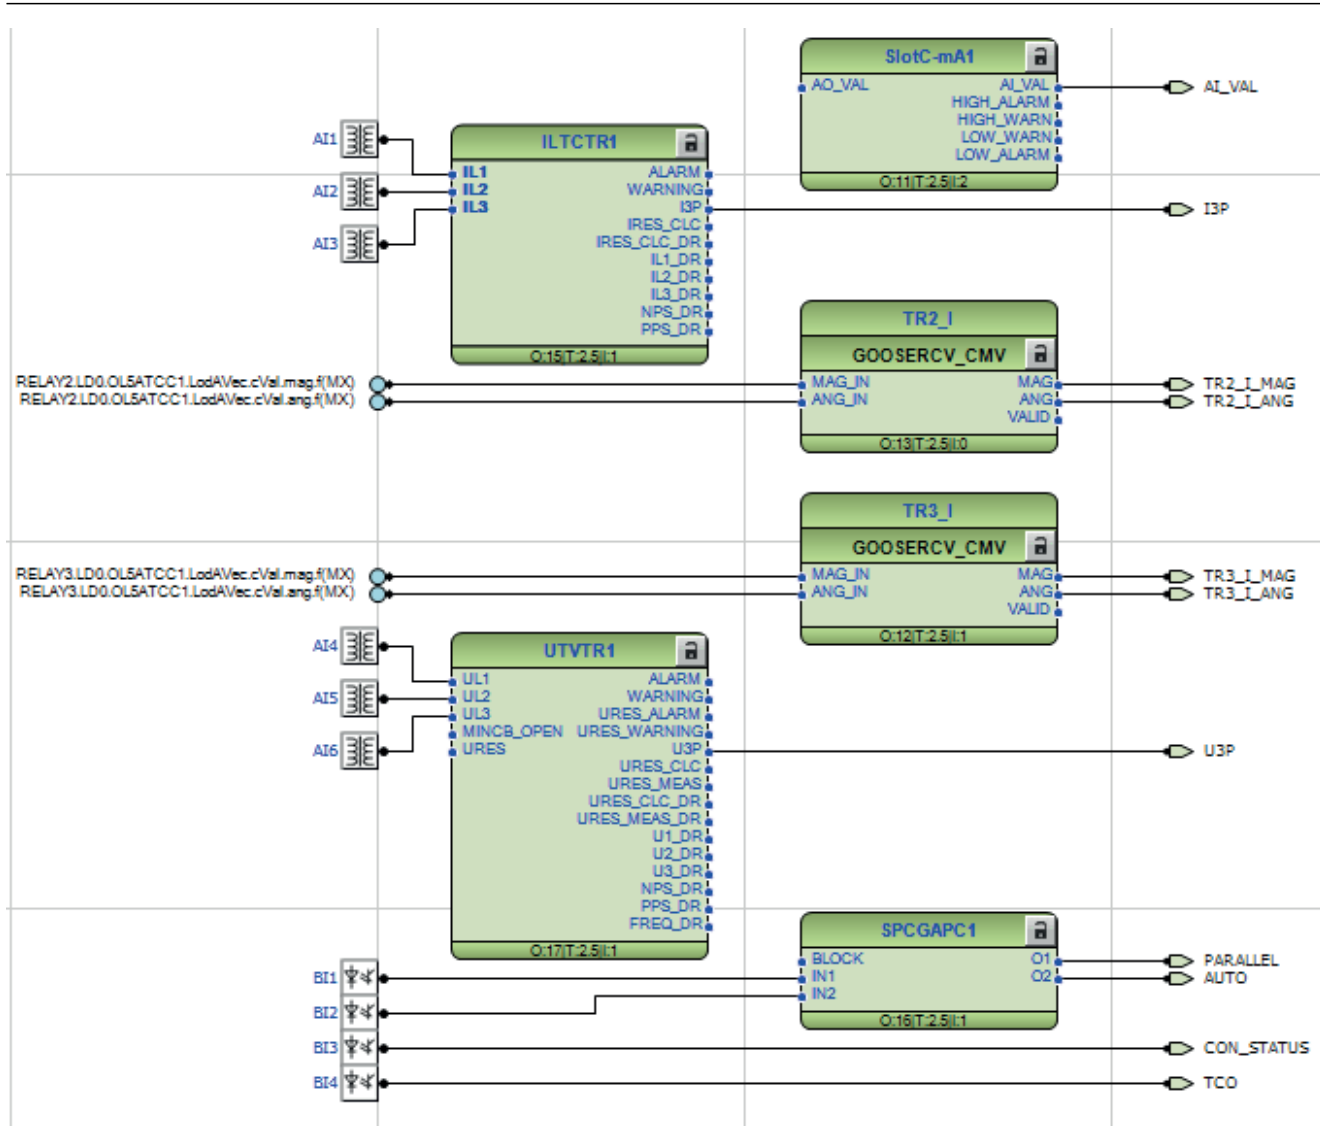 SlotC-mA1
AO_VAL AI_VAL
HIGH_ALARM
HIGH_WARN
LOW_WARN
LOW_ALARM
O:11|T:2.5|I:2
AI_VAL
AI1
AI2
AI3
ILTCTR1
IL1 ALARM
IL2 WARNING
IL3 I3P
IRES_CLC
IRES_CLC_DR
IL1_DR
IL2_DR
IL3_DR
NPS_DR
PPS_DR
O:15|T:2.5|I:1
I3P
TR2_I
GOOSERCV_CMV
RELAY2.LD0.OL5ATCC1.LodAVec.cVal.mag.f(MX)
RELAY2.LD0.OL5ATCC1.LodAVec.cVal.ang.f(MX)
MAG_IN MAG
ANG_IN ANG
VALID
O:13|T:2.5|I:0
TR2_I_MAG
TR2_I_ANG
TR3_I
GOOSERCV_CMV
RELAY3.LD0.OL5ATCC1.LodAVec.cVal.mag.f(MX)
RELAY3.LD0.OL5ATCC1.LodAVec.cVal.ang.f(MX)
MAG_IN MAG
ANG_IN ANG
VALID
O:12|T:2.5|I:1
TR3_I_MAG
TR3_I_ANG
AI4
AI5
AI6
UTVTR1
UL1 ALARM
UL2 WARNING
UL3 URES_ALARM
MINCB_OPEN URES_WARNING
URES U3P
URES_CLC
URES_MEAS
URES_CLC_DR
URES_MEAS_DR
U1_DR
U2_DR
U3_DR
NPS_DR
PPS_DR
FREQ_DR
O:17|T:2.5|I:1
U3P
SPCGAPC1
BLOCK O1
IN1 O2
IN2
O:16|T:2.5|I:1
PARALLEL
AUTO
BI1
BI2
BI3
BI4
CON_STATUS
TCO